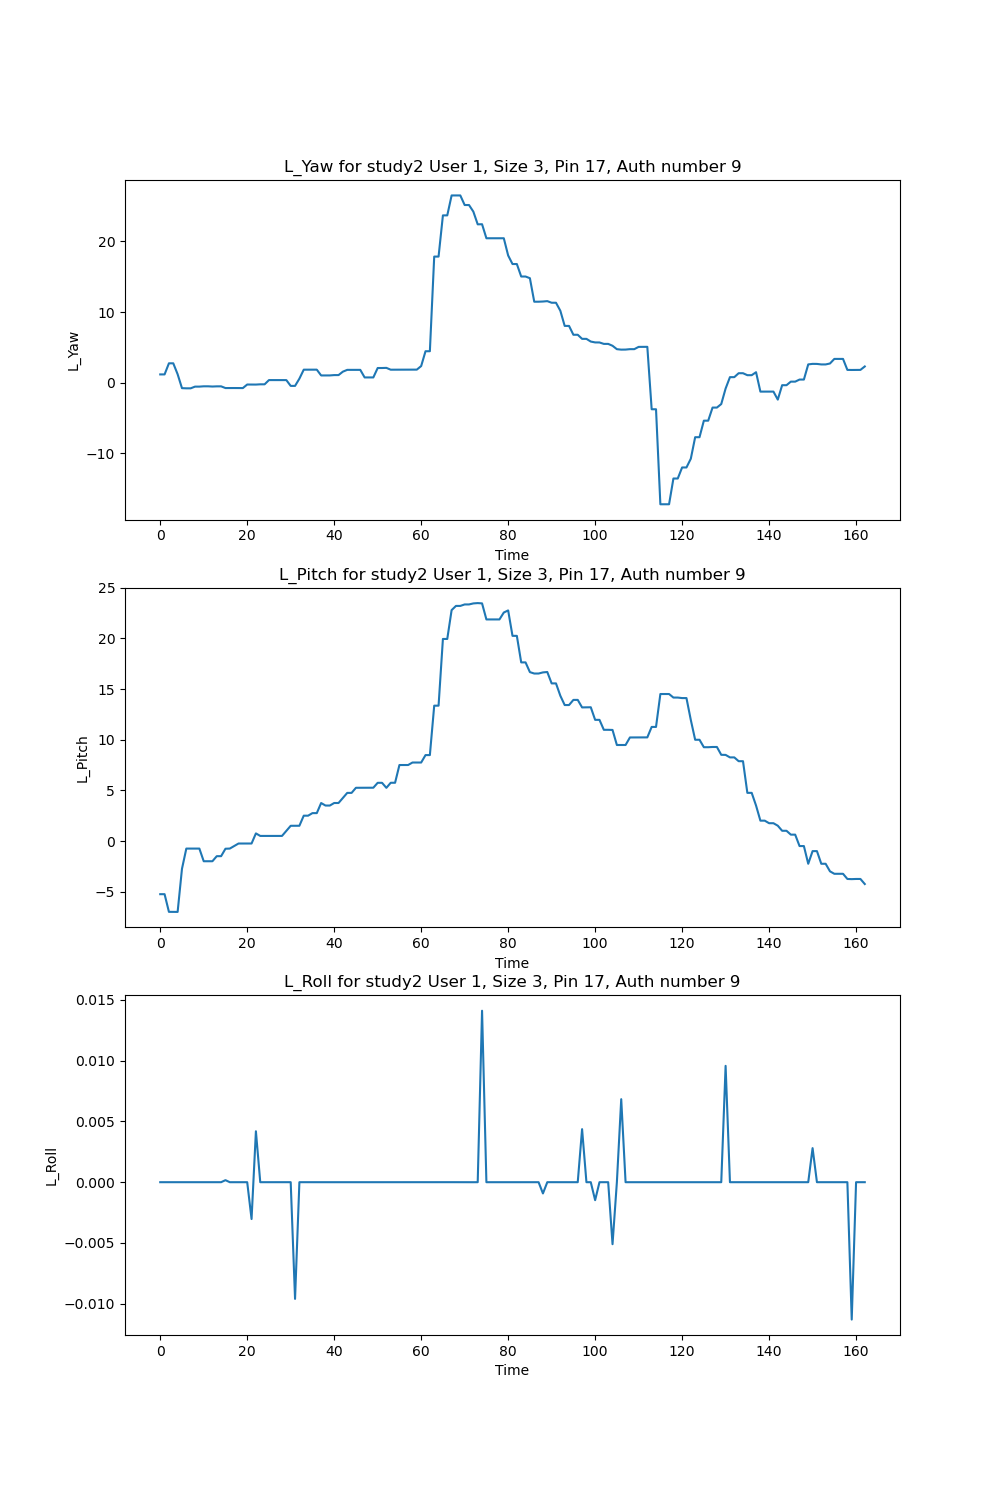 L_Yaw for study2 User 1, Size 3, Pin 17, Auth number 9
20
10
0
−10
L_Yaw
0 20 40 60 80 100 120 140 160
Time
L_Pitch for study2 User 1, Size 3, Pin 17, Auth number 9
25
20
15
10
5
0
−5
L_Pitch
0 20 40 60 80 100 120 140 160
Time
L_Roll for study2 User 1, Size 3, Pin 17, Auth number 9
0.015
0.010
0.005
0.000
−0.005
−0.010
L_Roll
0 20 40 60 80 100 120 140 160
Time